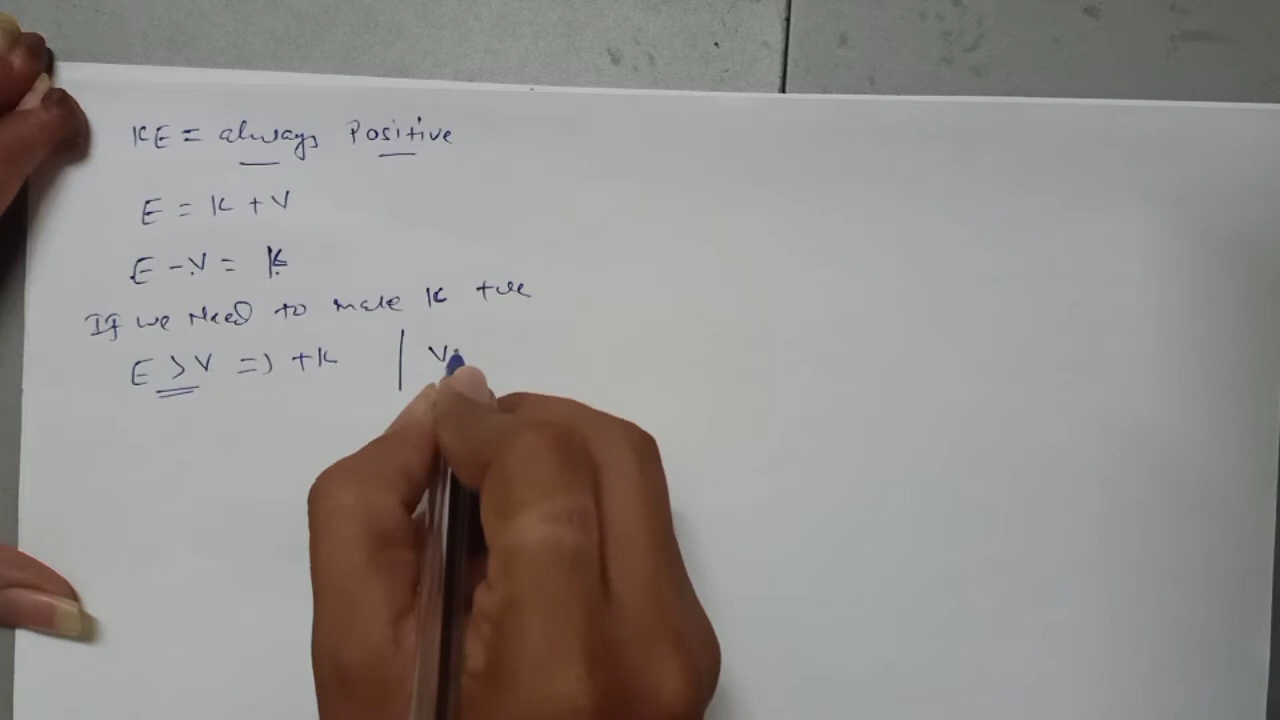 KE = always Positive
E = K + V
E - V = K
If we Need to make K +ve
E > V => +K | V